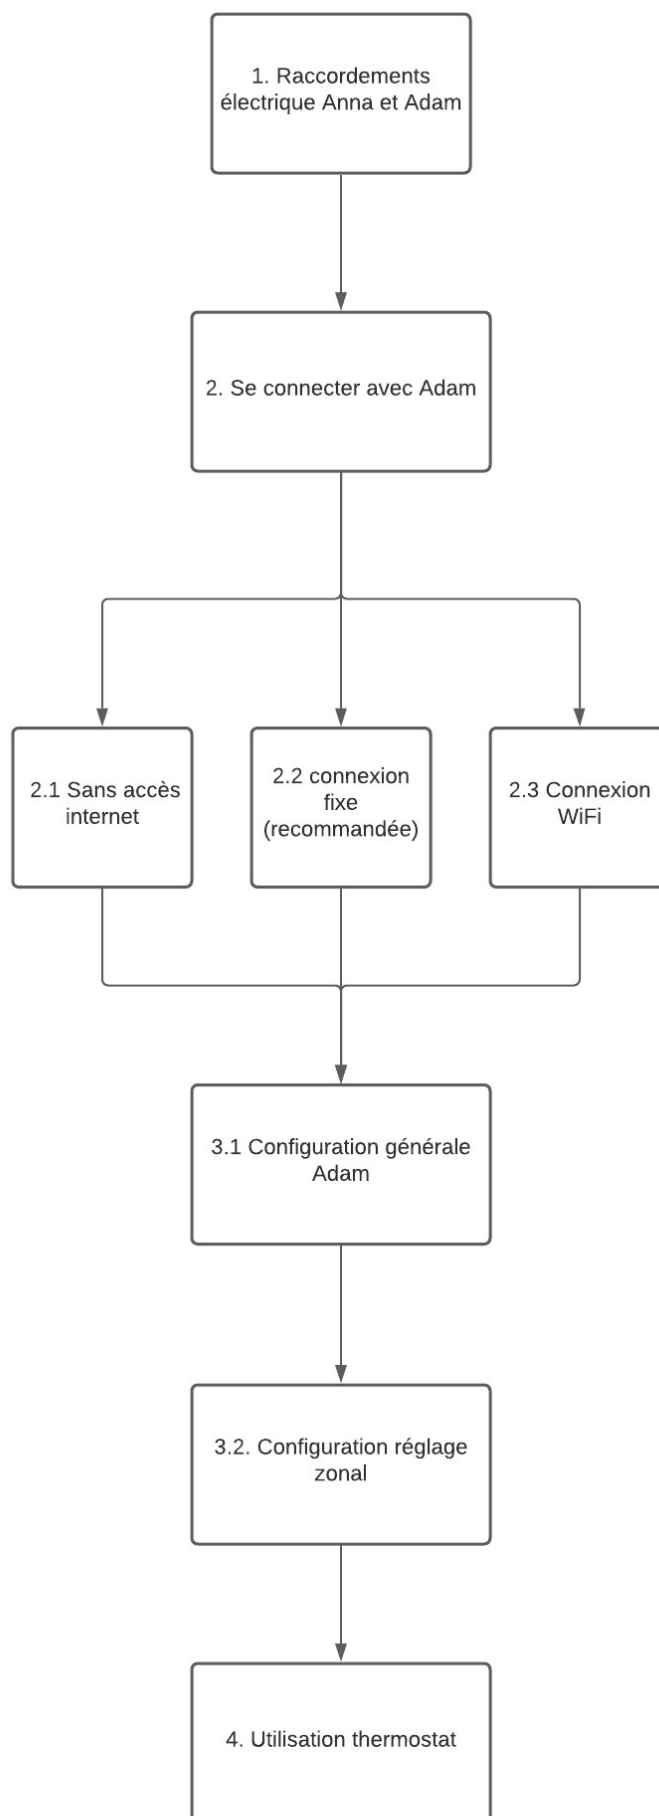 1. Raccordements
électrique Anna et Adam
2. Se connecter avec Adam
2.1 Sans accès
internet
2.2 connexion
fixe
(recommandée)
2.3 Connexion
WiFi
3.1 Configuration générale
Adam
3.2. Configuration réglage
zonal
4. Utilisation thermostat